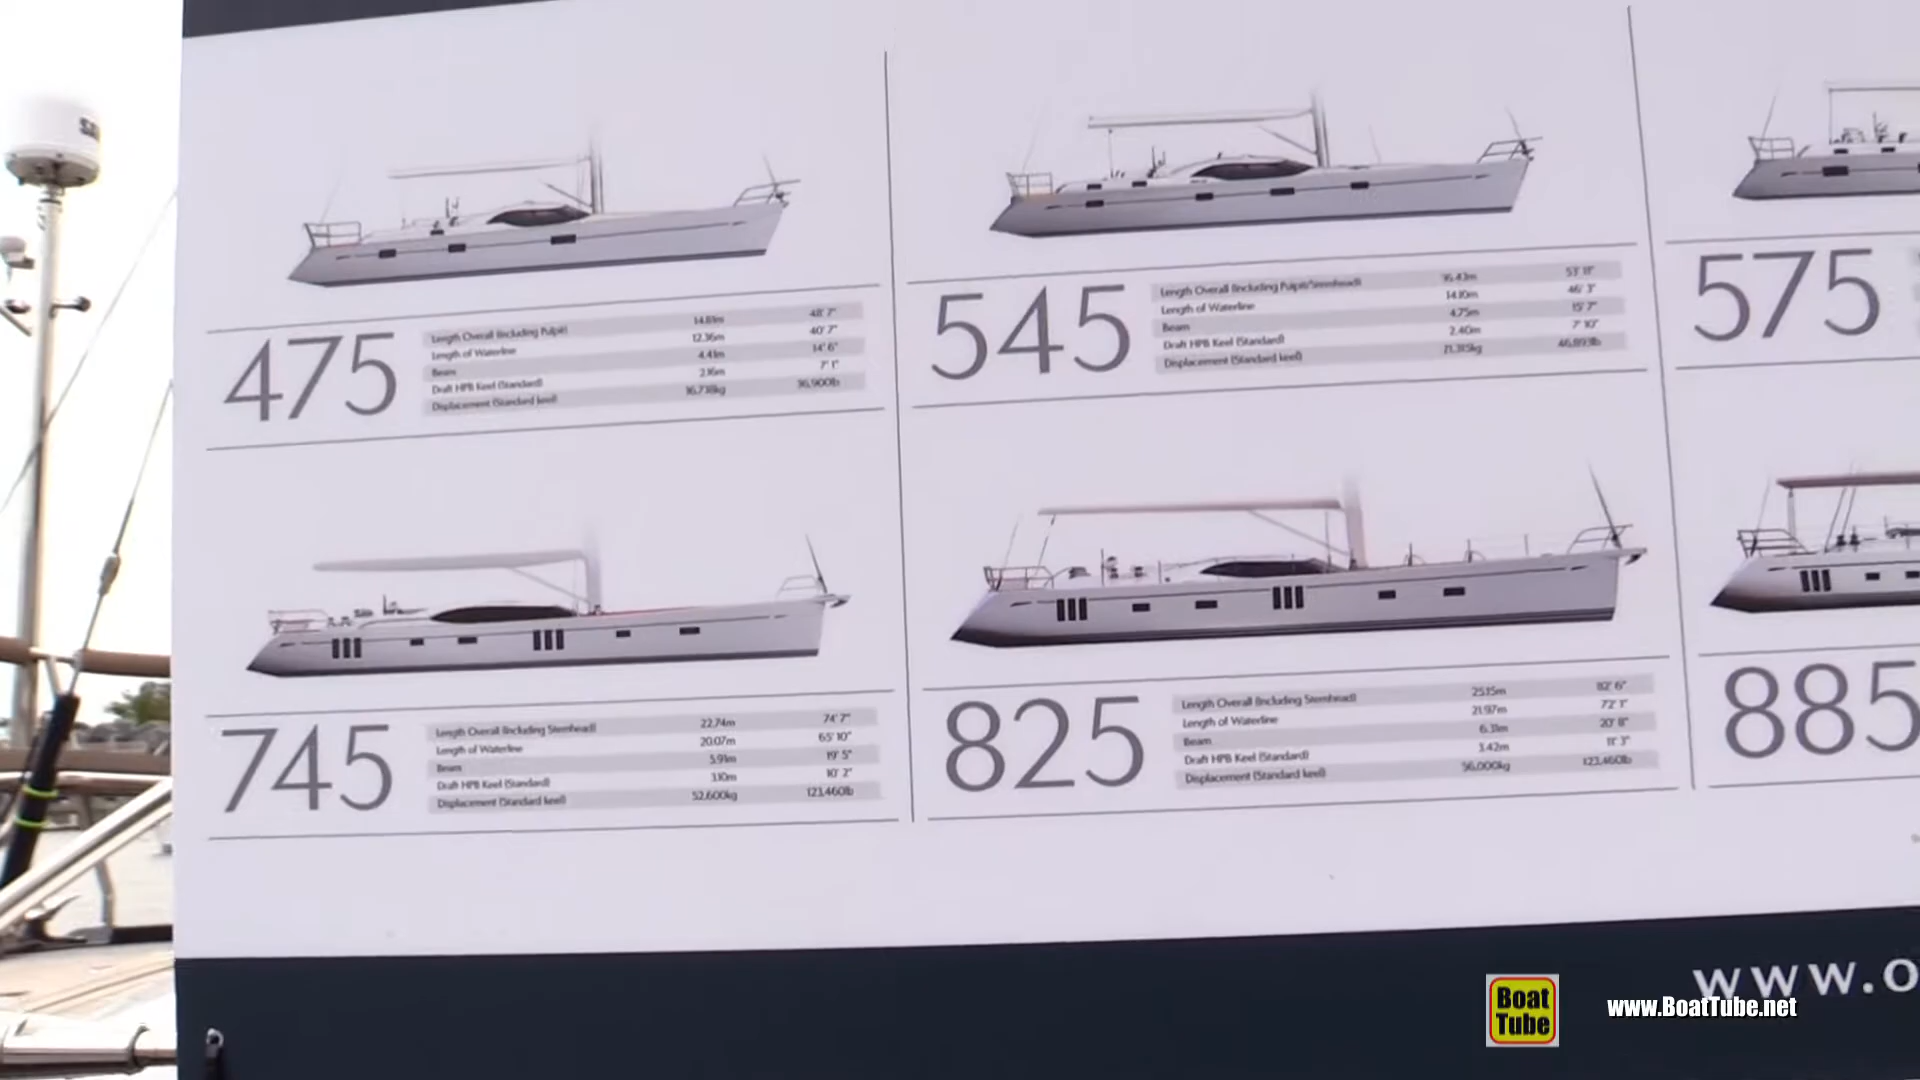 475
Length Overall (Including Pulpit) 14.81m 48' 7"
Length of Waterline 12.36m 40' 7"
Beam 4.41m 14' 6"
Draft HPB Keel (Standard) 2.16m 7' 1"
Displacement (Standard keel) 16,738kg 36,900lb
545
Length Overall (Including Pulpit/Stemhead) 16.43m 53' 11"
Length of Waterline 14.10m 46' 3"
Beam 4.75m 15' 7"
Draft HPB Keel (Standard) 2.40m 7' 10"
Displacement (Standard keel) 21,315kg 46,893lb
575
745
Length Overall (Including Stemhead) 22.74m 74' 7"
Length of Waterline 20.07m 65' 10"
Beam 5.91m 19' 5"
Draft HPB Keel (Standard) 3.10m 10' 2"
Displacement (Standard keel) 52,600kg 123,460lb
825
Length Overall (Including Stemhead) 25.15m 82' 6"
Length of Waterline 21.97m 72' 1"
Beam 6.31m 20' 8"
Draft HPB Keel (Standard) 3.42m 11' 3"
Displacement (Standard keel) 56,000kg 123,460lb
885
www.o
Boat
Tube
www.BoatTube.net